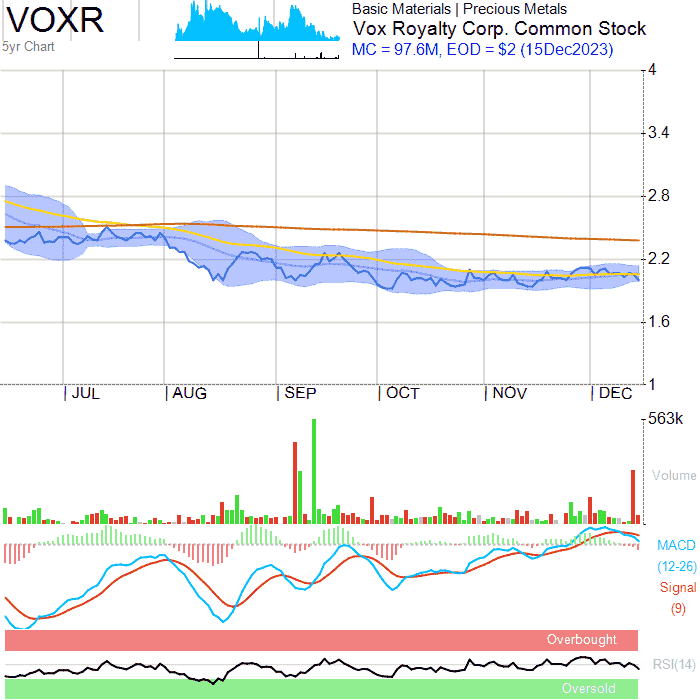 VOXR
5yr Chart
Basic Materials | Precious Metals
Vox Royalty Corp. Common Stock
MC = 97.6M, EOD = $2 (15Dec2023)
4
3.4
2.8
2.2
1.6
1
JUL AUG SEP OCT NOV DEC
563k
Volume
MACD
(12-26)
Signal
(9)
Overbought
RSI(14)
Oversold